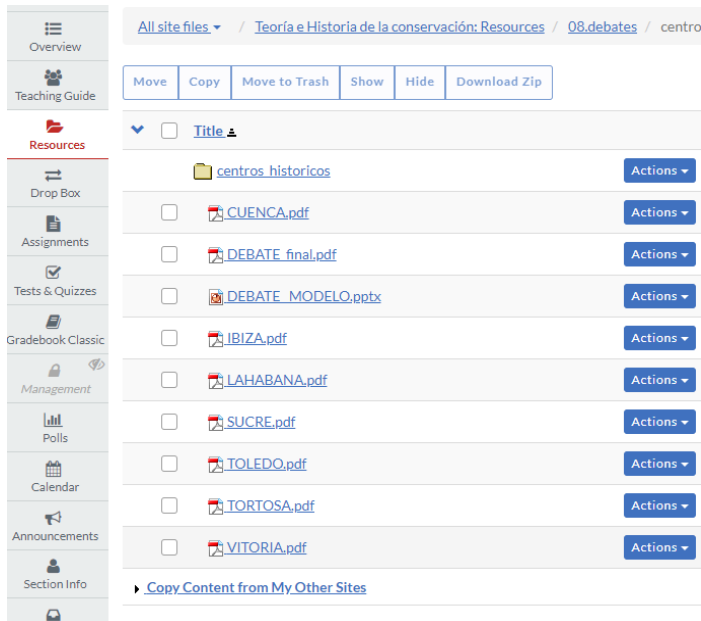 Overview
Teaching Guide
Resources
Drop Box
Assignments
Tests & Quizzes
Gradebook Classic
Management
Polls
Calendar
Announcements
Section Info
All site files / Teoría e Historia de la conservación: Resources / 08.debates / centro
Move Copy Move to Trash Show Hide Download Zip
Title
centros_historicos Actions
CUENCA.pdf Actions
DEBATE_final.pdf Actions
DEBATE_MODELO.pptx Actions
IBIZA.pdf Actions
LAHABANA.pdf Actions
SUCRE.pdf Actions
TOLEDO.pdf Actions
TORTOSA.pdf Actions
VITORIA.pdf Actions
Copy Content from My Other Sites